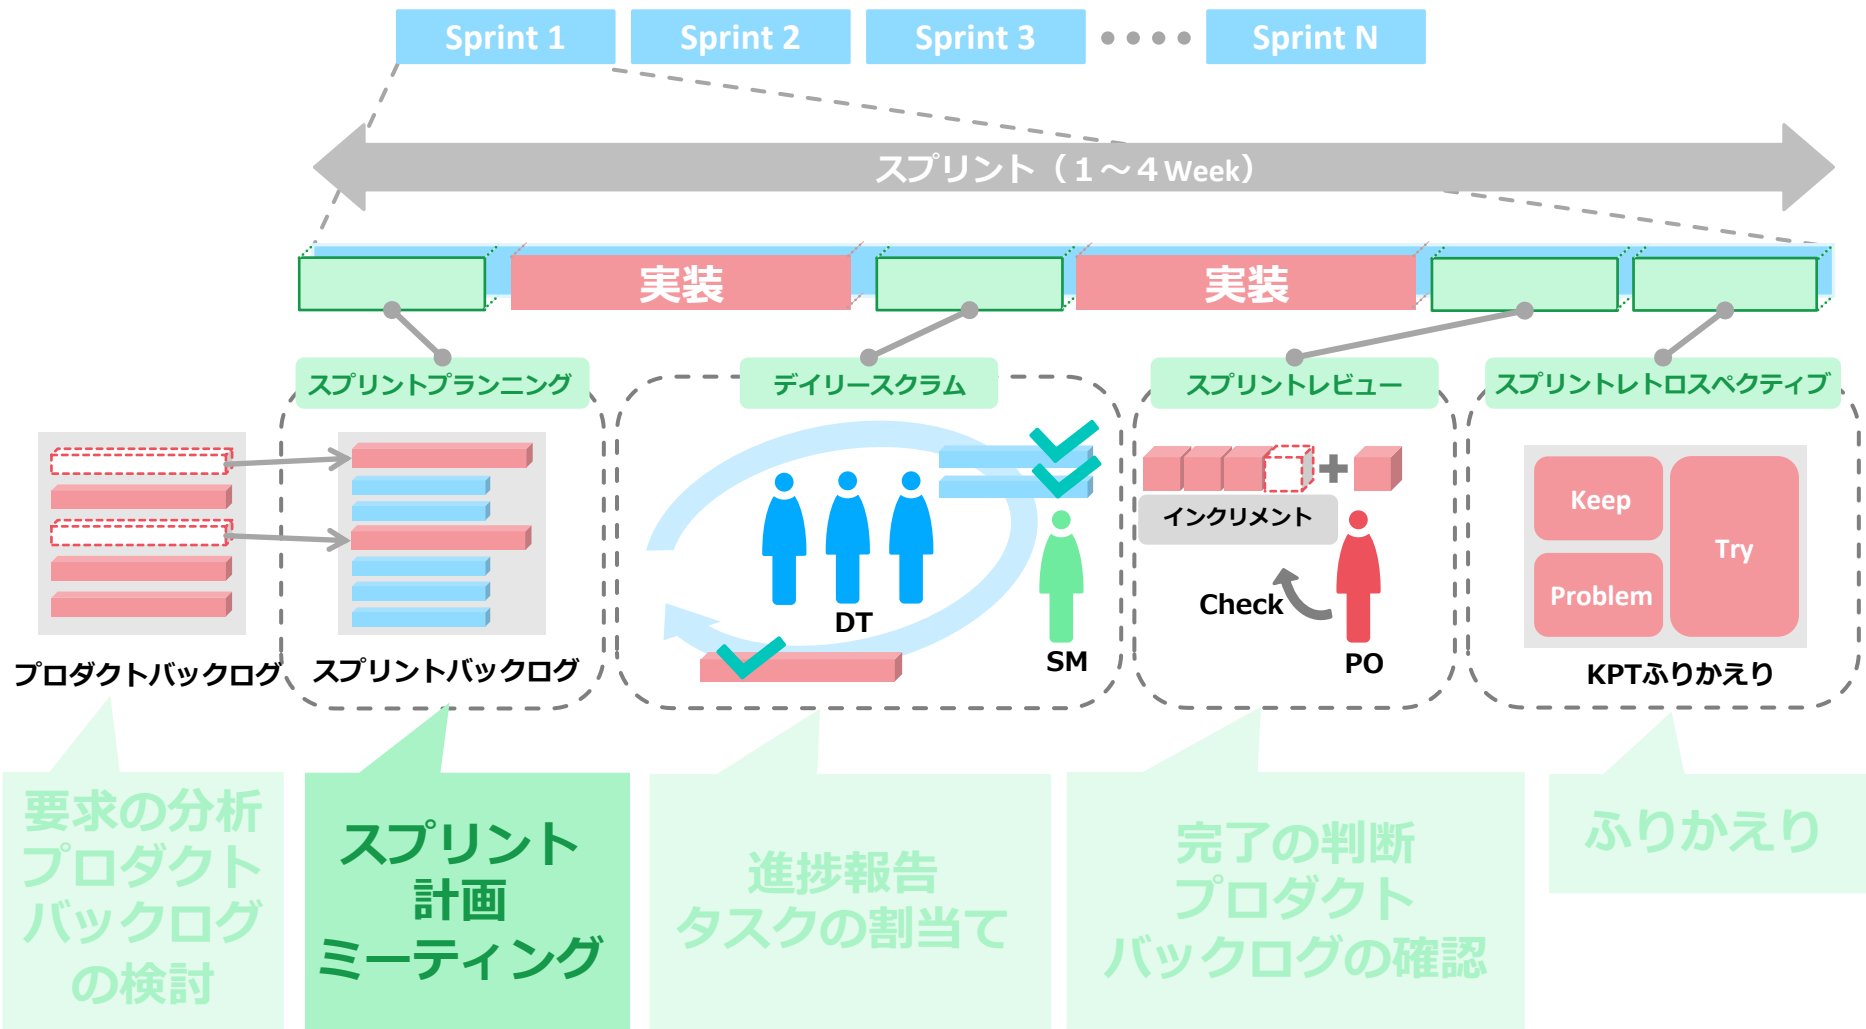 Sprint 1
Sprint 2
Sprint 3
Sprint N
スプリント（１～４Week）
実装
実装
スプリントプランニング
デイリースクラム
スプリントレビュー
スプリントレトロスペクティブ
インクリメント
Keep
Problem
Try
Check
DT
SM
PO
プロダクトバックログ
スプリントバックログ
KPTふりかえり
要求の分析
プロダクト
バックログ
の検討
スプリント
計画
ミーティング
進捗報告
タスクの割当て
完了の判断
プロダクト
バックログの確認
ふりかえり